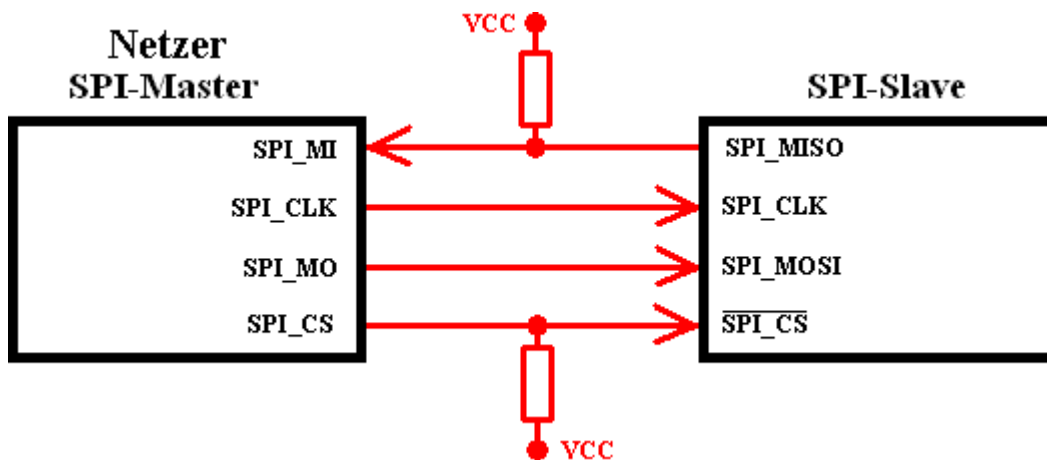 VCC
Netzer
SPI-Master
SPI-Slave
SPI_MI
SPI_MISO
SPI_CLK
SPI_CLK
SPI_MO
SPI_MOSI
SPI_CS
SPI_CS
VCC